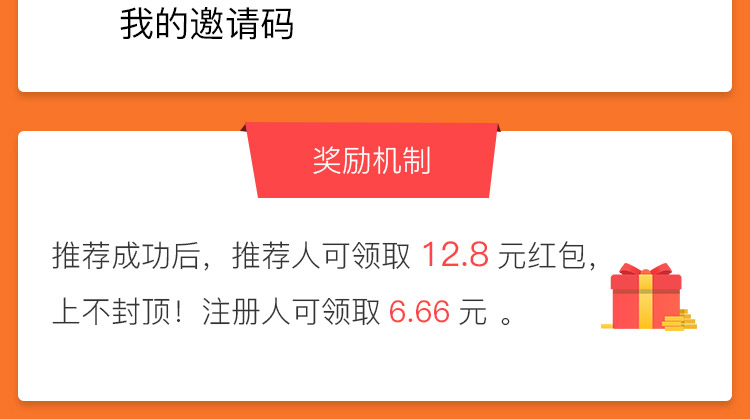 我的邀请码
奖励机制
推荐成功后，推荐人可领取 12.8 元红包，
上不封顶！注册人可领取 6.66 元 。